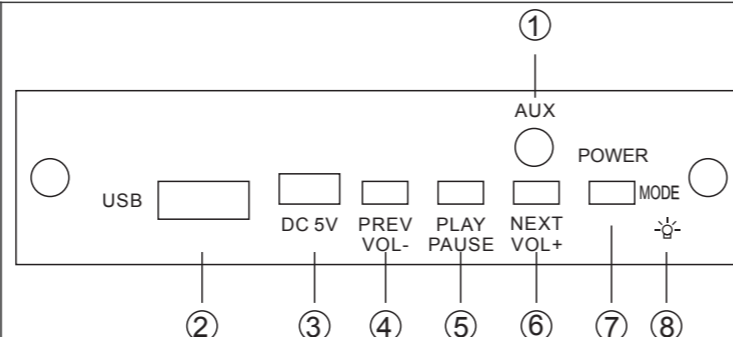 ①
AUX
POWER
USB
MODE
DC 5V
PREV
VOL-
PLAY
PAUSE
NEXT
VOL+
② ③ ④ ⑤ ⑥ ⑦ ⑧